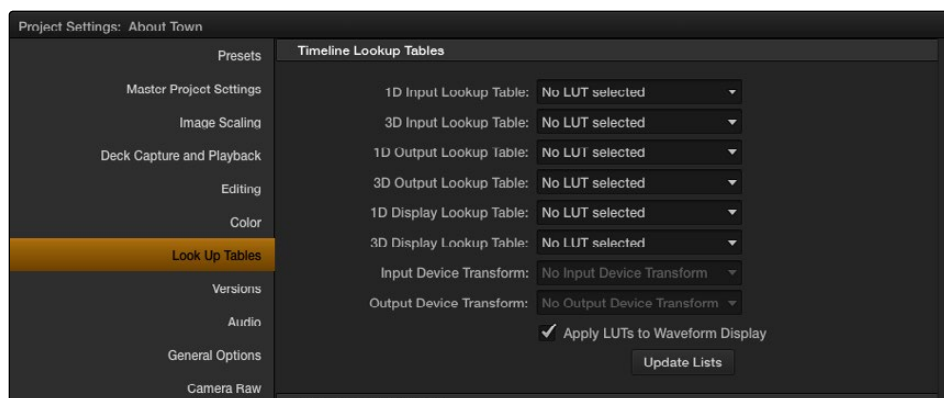 Project Settings: About Town
Presets
Master Project Settings
Image Scaling
Deck Capture and Playback
Editing
Color
Look Up Tables
Versions
Audio
General Options
Camera Raw
Timeline Lookup Tables
1D Input Lookup Table: No LUT selected
3D Input Lookup Table: No LUT selected
1D Output Lookup Table: No LUT selected
3D Output Lookup Table: No LUT selected
1D Display Lookup Table: No LUT selected
3D Display Lookup Table: No LUT selected
Input Device Transform: No Input Device Transform
Output Device Transform: No Output Device Transform
Apply LUTs to Waveform Display
Update Lists